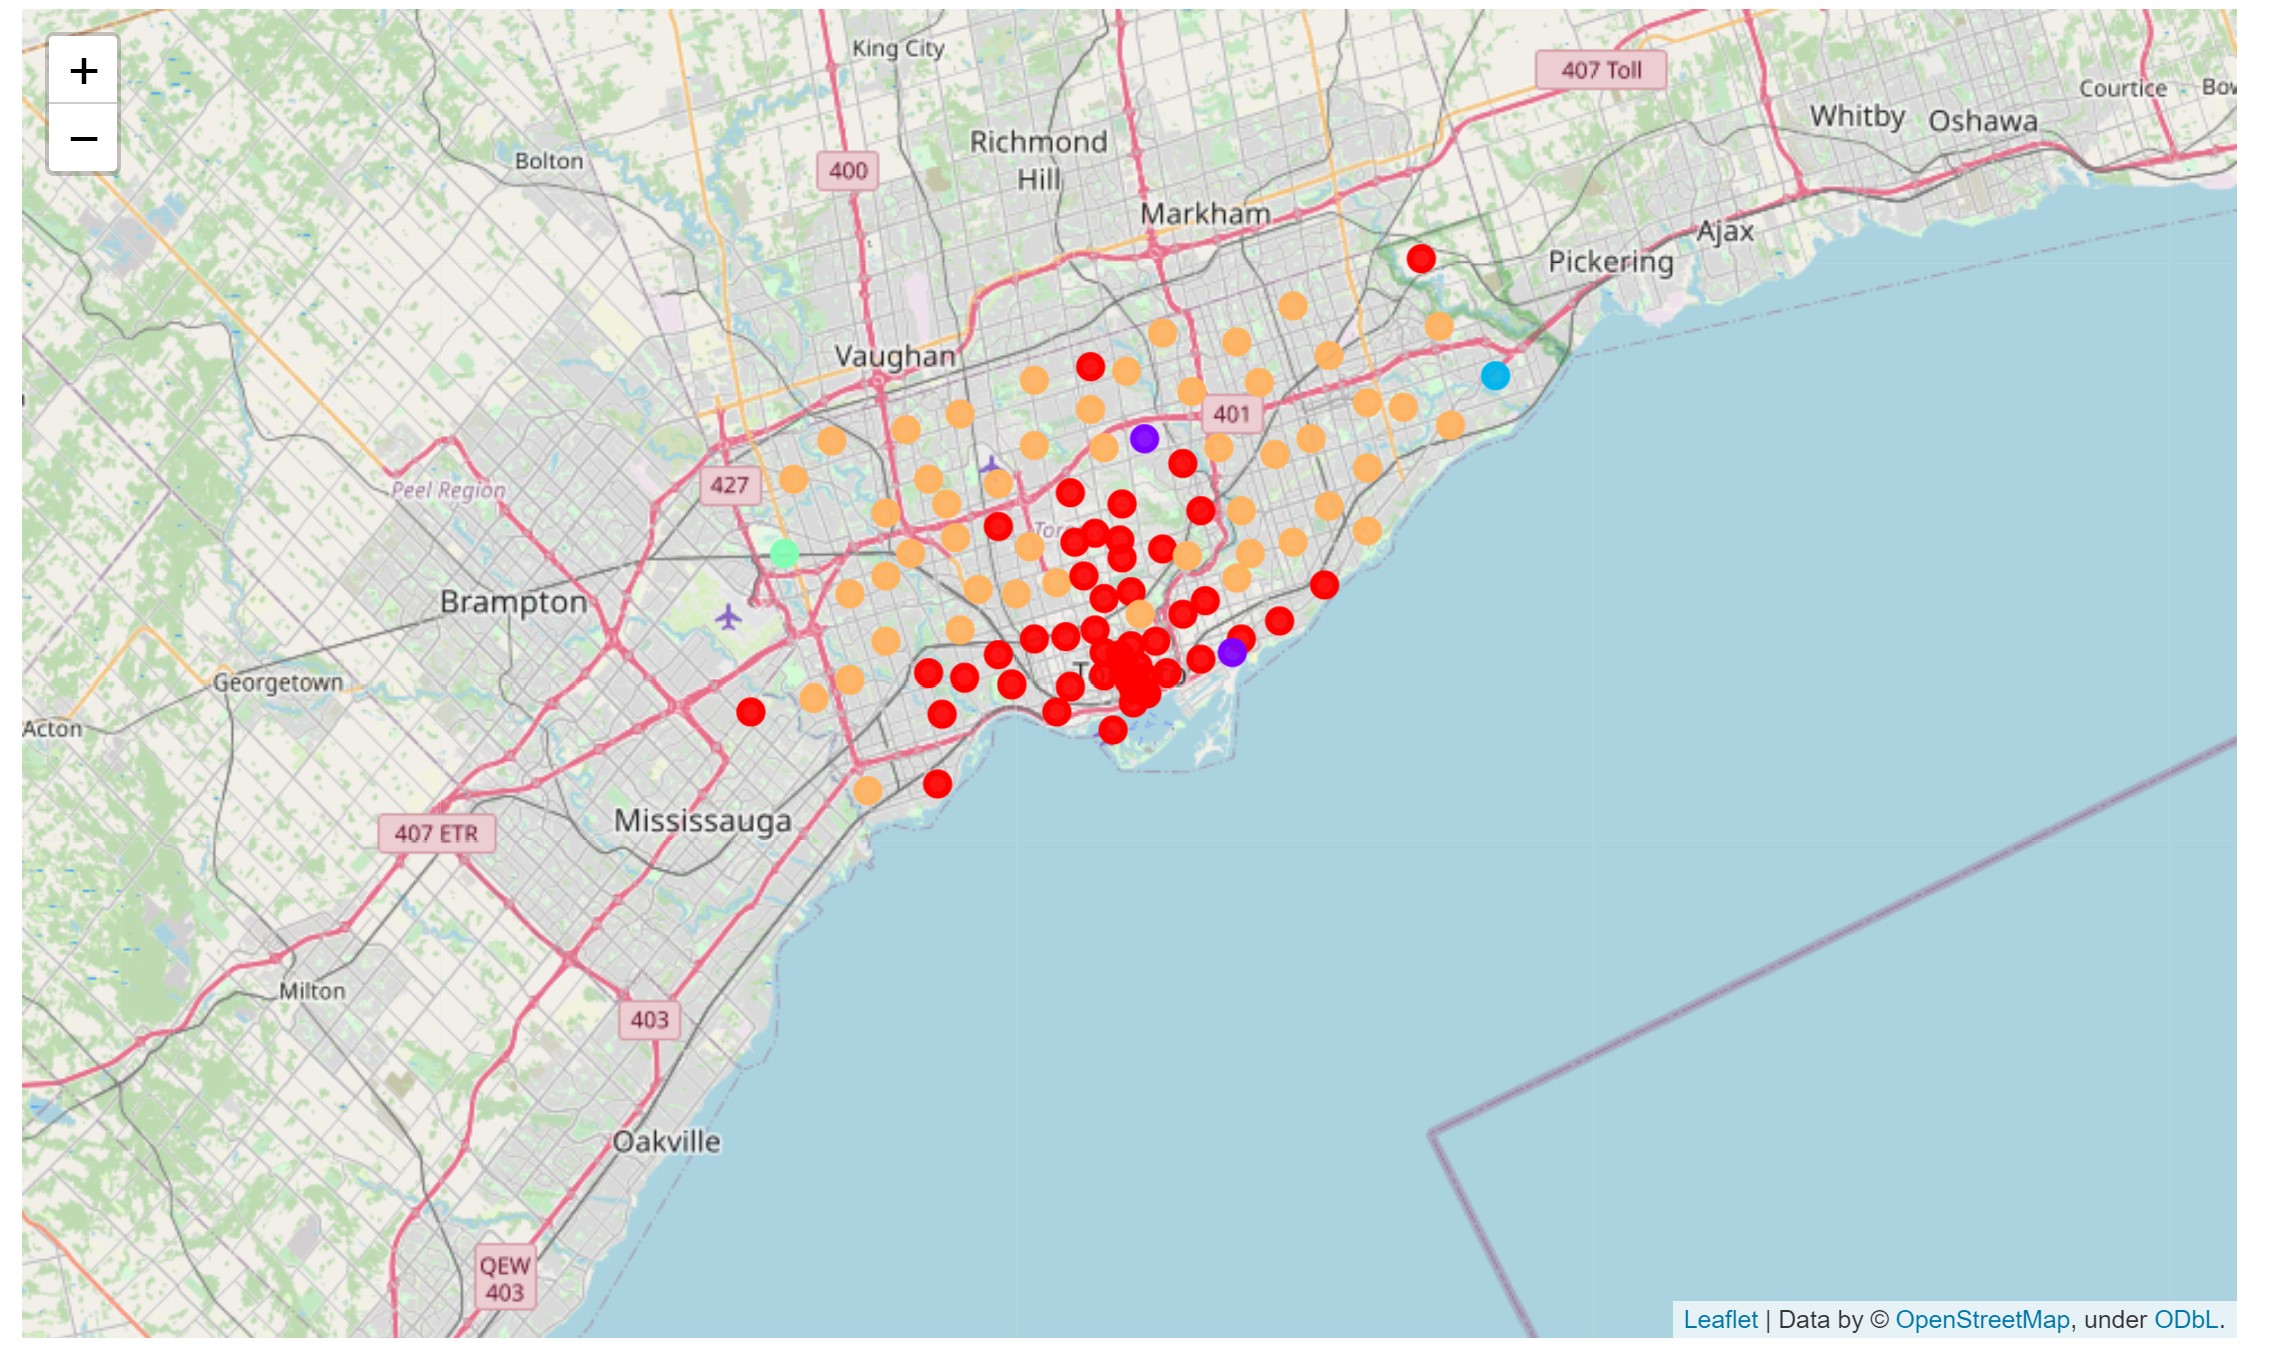 +
−
King City
407 Toll
Courtice
Whitby
Oshawa
Richmond
Hill
Bolton
400
Markham
Ajax
Pickering
Vaughan
401
427
Peel Region
Brampton
Georgetown
Acton
407 ETR
Mississauga
Milton
403
Oakville
QEW
403
Leaflet | Data by © OpenStreetMap, under ODbL.